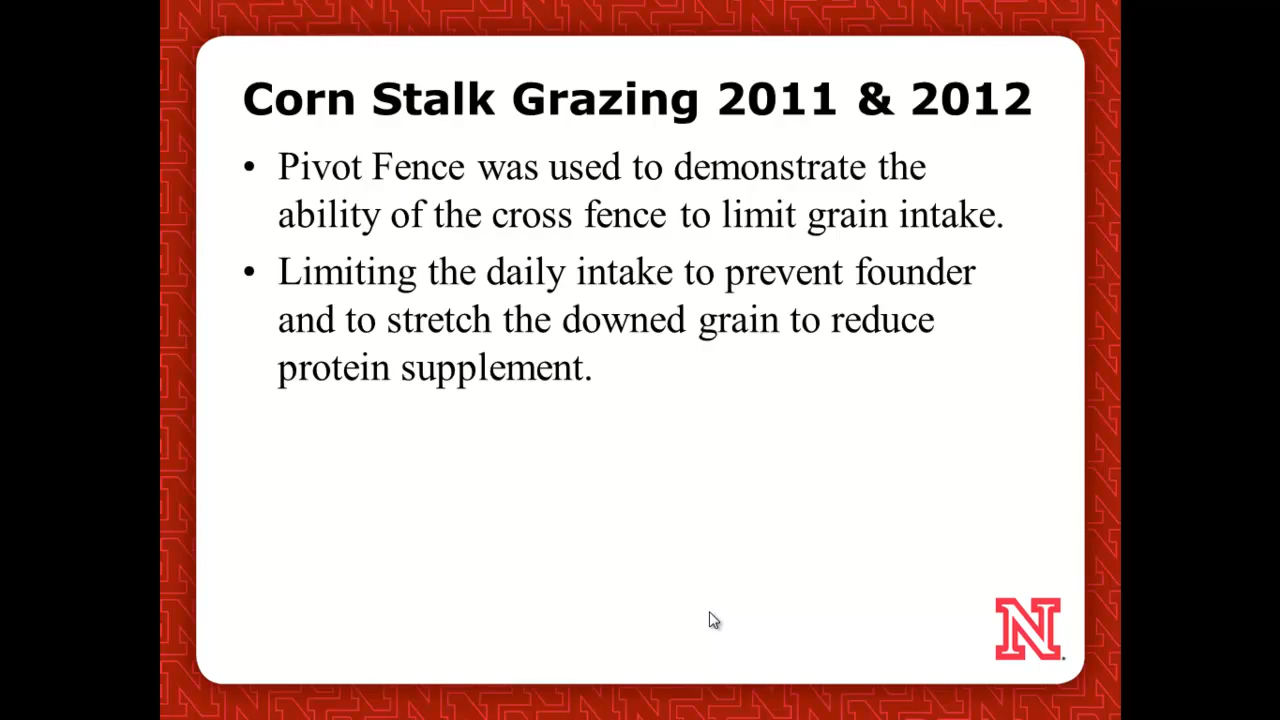 Corn Stalk Grazing 2011 & 2012
• Pivot Fence was used to demonstrate the
ability of the cross fence to limit grain intake.
• Limiting the daily intake to prevent founder
and to stretch the downed grain to reduce
protein supplement.
N